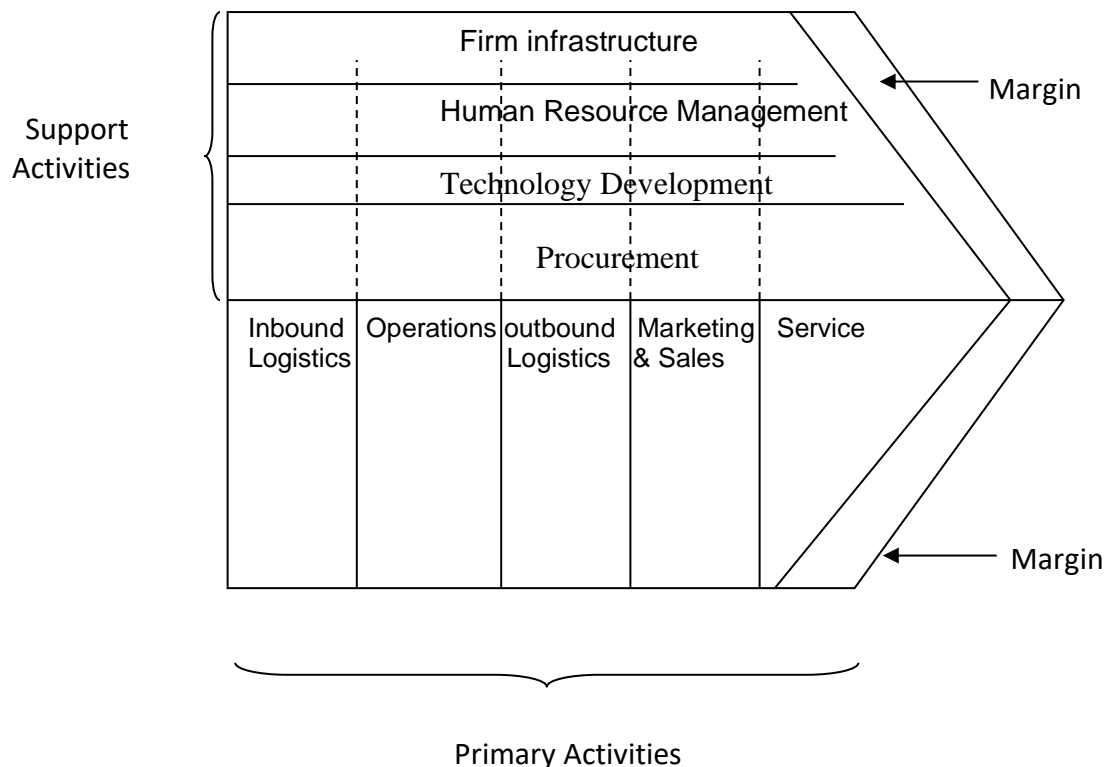 Firm infrastructure
Margin
Human Resource Management
Support
Activities
Technology Development
Procurement
Inbound
Logistics
Operations
outbound
Logistics
Marketing
& Sales
Service
Margin
Primary Activities